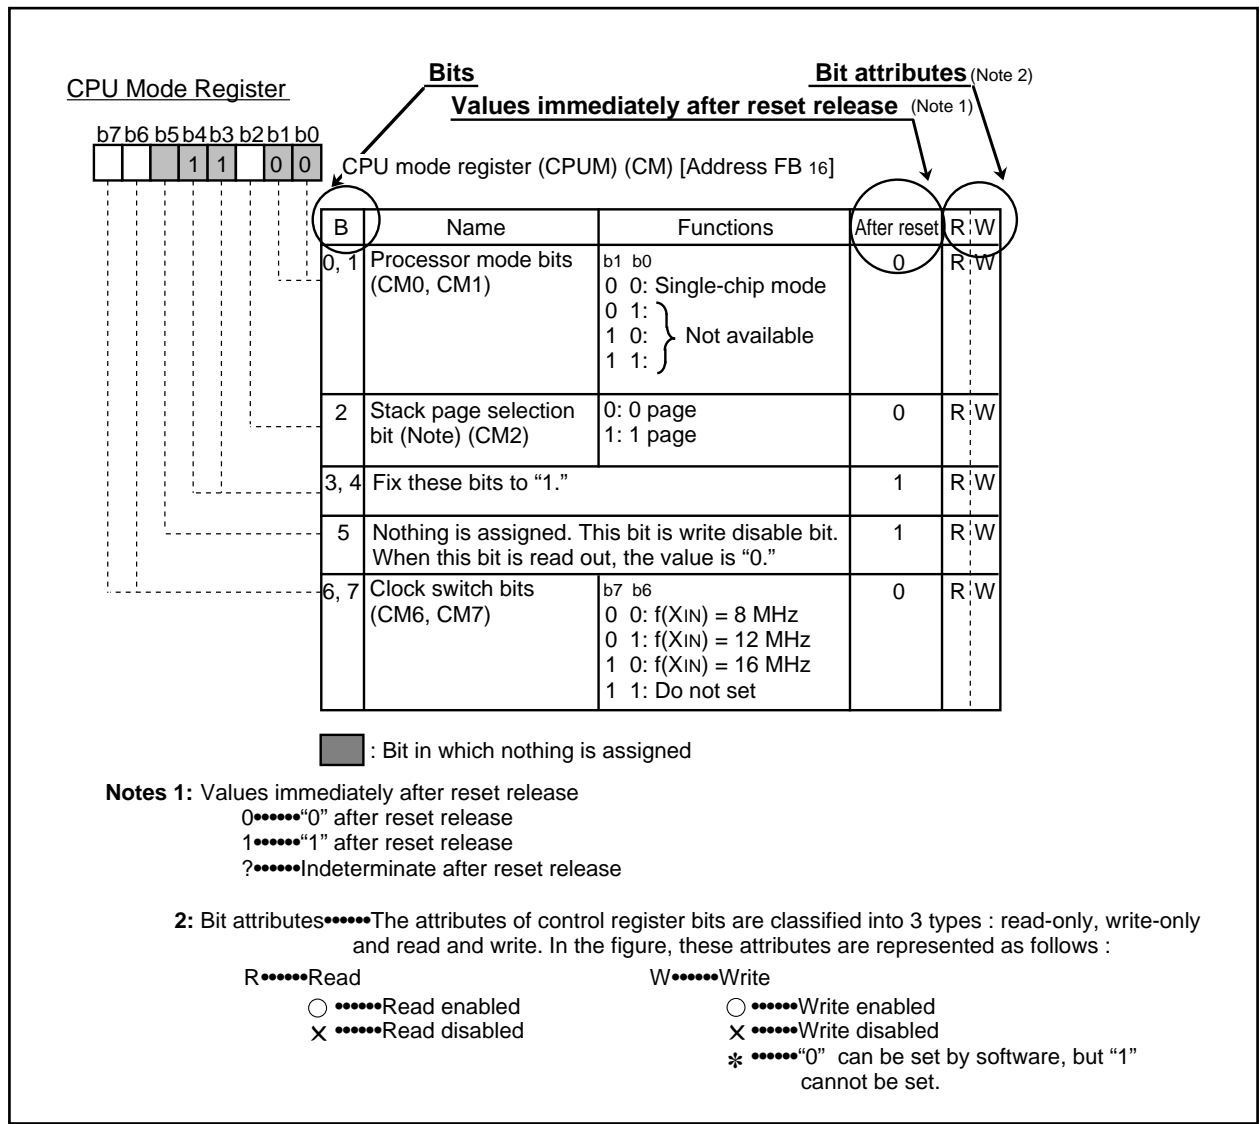 Bits
Bit attributes (Note 2)
CPU Mode Register
Values immediately after reset release (Note 1)
b7 b6 b5 b4 b3 b2 b1 b0
1 1 0 0
CPU mode register (CPUM) (CM) [Address FB 16]
B Name Functions After reset R W
0, 1 Processor mode bits b1 b0 0 R W
(CM0, CM1) 0 0: Single-chip mode
0 1:
1 0: Not available
1 1:
2 Stack page selection 0: 0 page 0 R W
bit (Note) (CM2) 1: 1 page
3, 4 Fix these bits to “1.” 1 R W
5 Nothing is assigned. This bit is write disable bit. 1 R W
When this bit is read out, the value is “0.”
6, 7 Clock switch bits b7 b6 0 R W
(CM6, CM7) 0 0: f(XIN) = 8 MHz
0 1: f(XIN) = 12 MHz
1 0: f(XIN) = 16 MHz
1 1: Do not set
: Bit in which nothing is assigned
Notes 1: Values immediately after reset release
0••••••“0” after reset release
1••••••“1” after reset release
?••••••Indeterminate after reset release
2: Bit attributes••••••The attributes of control register bits are classified into 3 types : read-only, write-only
and read and write. In the figure, these attributes are represented as follows :
R••••••Read W••••••Write
○ ••••••Read enabled ○ ••••••Write enabled
× ••••••Read disabled × ••••••Write disabled
✻ ••••••“0” can be set by software, but “1”
cannot be set.